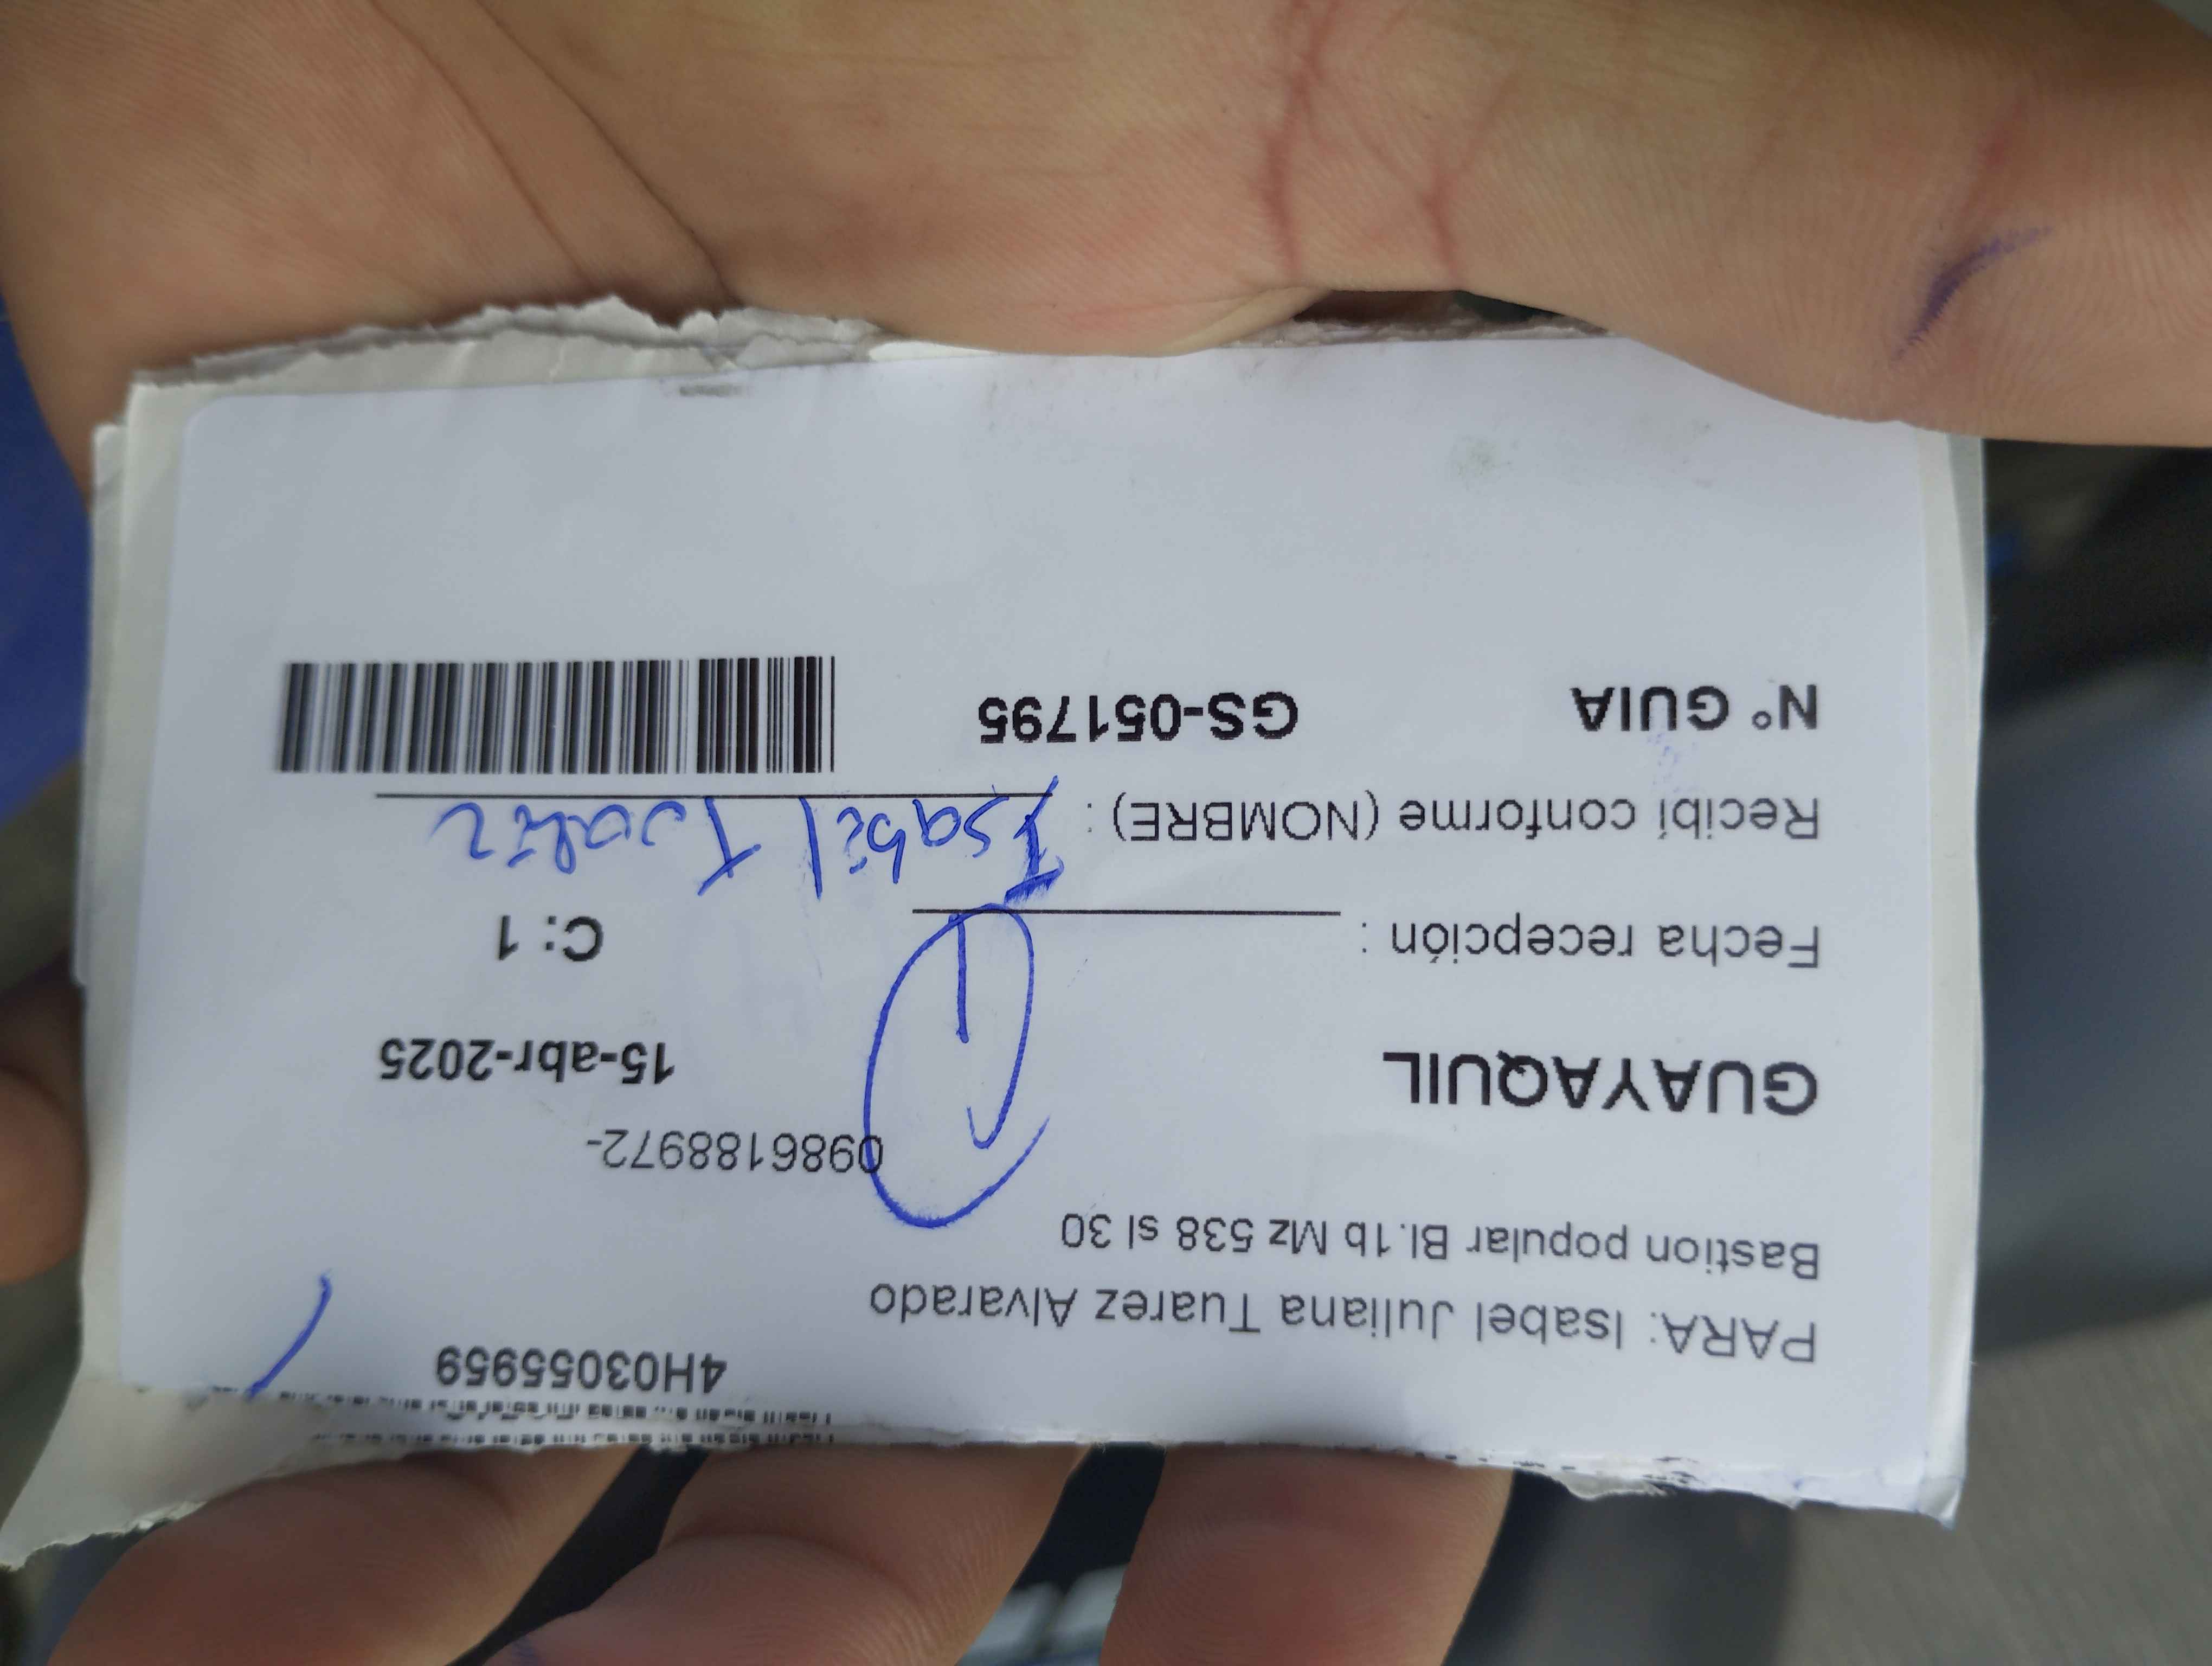 4H03055959
PARA: Isabel Juliana Tuarez Alvarado
Bastion popular Bl.1b Mz 538 sl 30
0986188972-
GUAYAQUIL
15-abr-2025
Fecha recepción :
C: 1
Recibí conforme (NOMBRE) : Isabel
N° GUIA GS-051795